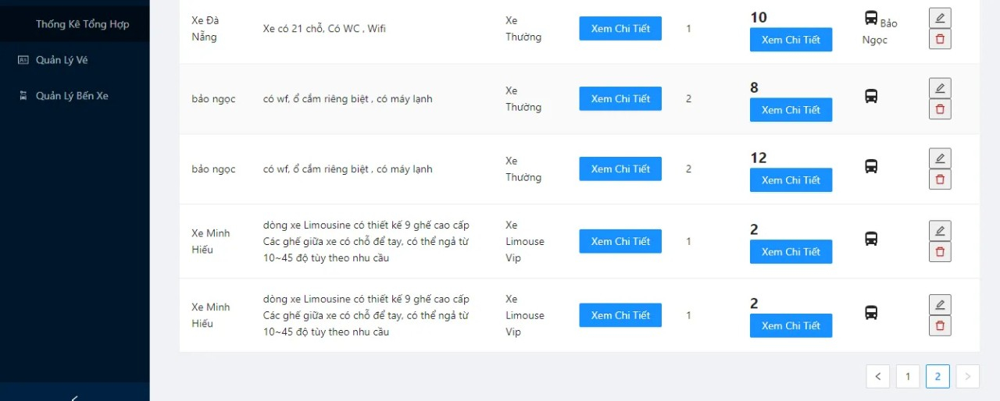 Thống Kê Tổng Hợp
Quản Lý Vé
Quản Lý Bến Xe
Xe Đà
Nẵng
Xe có 21 chỗ, Có WC , Wifi
Xe
Thường
Xem Chi Tiết
1
10
Xem Chi Tiết
Bảo
Ngọc
bảo ngọc
có wf, ổ cắm riêng biệt , có máy lạnh
Xe
Thường
Xem Chi Tiết
2
8
Xem Chi Tiết
bảo ngọc
có wf, ổ cắm riêng biệt , có máy lạnh
Xe
Thường
Xem Chi Tiết
2
12
Xem Chi Tiết
Xe Minh
Hiếu
dòng xe Limousine có thiết kế 9 ghế cao cấp
Các ghế giữa xe có chỗ để tay, có thể ngả từ
10~45 độ tùy theo nhu cầu
Xe
Limouse
Vip
Xem Chi Tiết
1
2
Xem Chi Tiết
Xe Minh
Hiếu
dòng xe Limousine có thiết kế 9 ghế cao cấp
Các ghế giữa xe có chỗ để tay, có thể ngả từ
10~45 độ tùy theo nhu cầu
Xe
Limouse
Vip
Xem Chi Tiết
1
2
Xem Chi Tiết
< 1 2 >